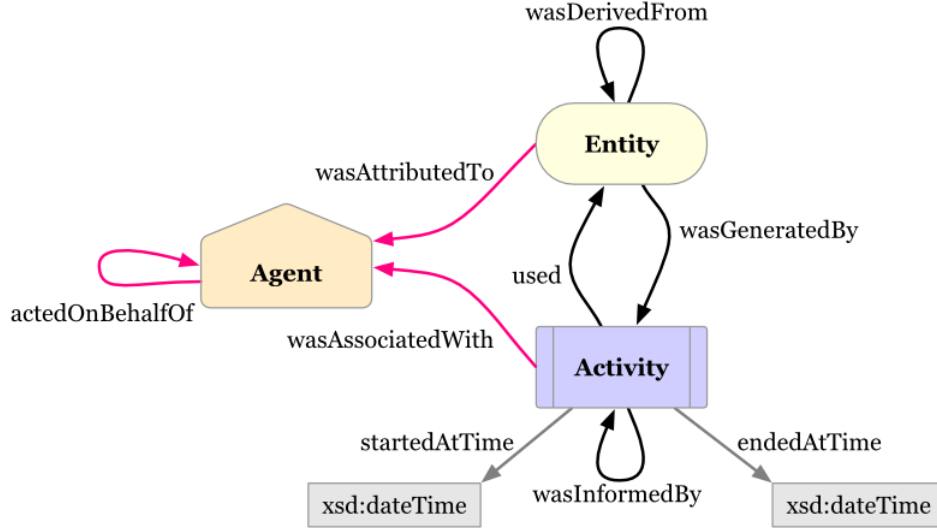 wasDerivedFrom
Entity
wasAttributedTo
wasGeneratedBy
Agent
used
actedOnBehalfOf
wasAssociatedWith
Activity
startedAtTime
endedAtTime
wasInformedBy
xsd:dateTime
xsd:dateTime